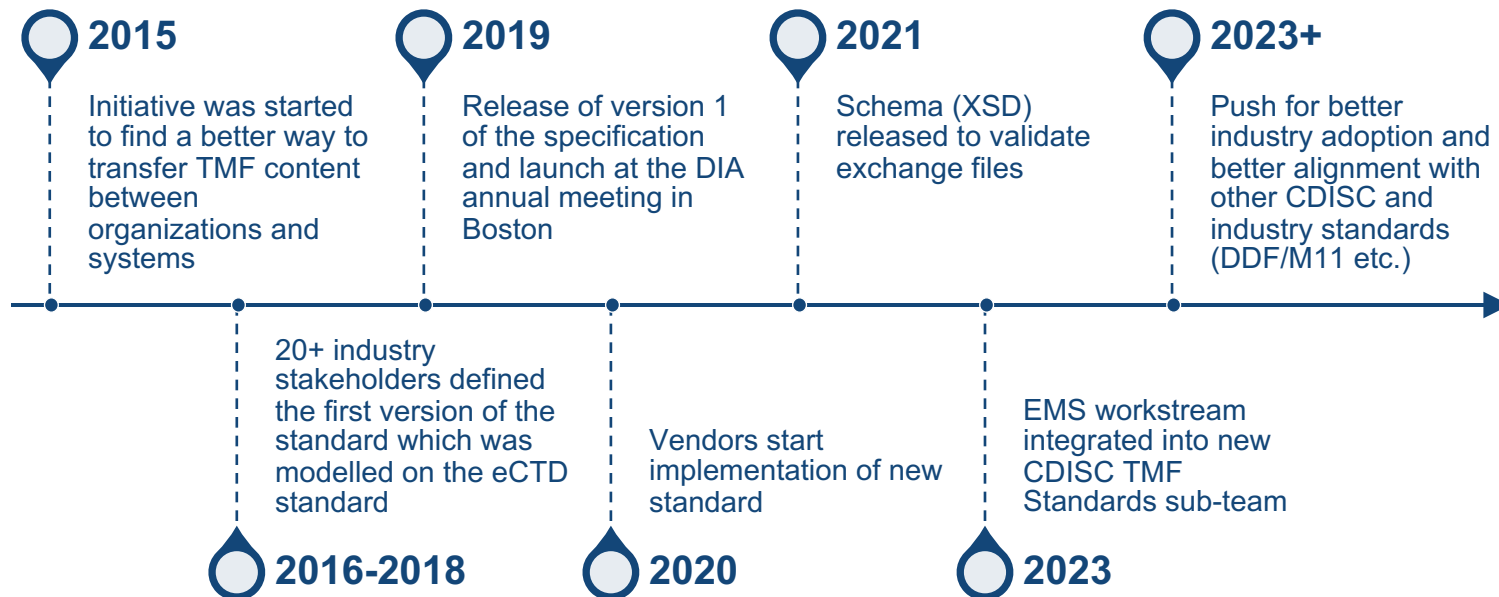 2015
Initiative was started
to find a better way to
transfer TMF content
between
organizations and
systems
2016-2018
20+ industry
stakeholders defined
the first version of the
standard which was
modelled on the eCTD
standard
2019
Release of version 1
of the specification
and launch at the DIA
annual meeting in
Boston
2020
Vendors start
implementation of new
standard
2021
Schema (XSD)
released to validate
exchange files
2023
EMS workstream
integrated into new
CDISC TMF
Standards sub-team
2023+
Push for better
industry adoption and
better alignment with
other CDISC and
industry standards
(DDF/M11 etc.)